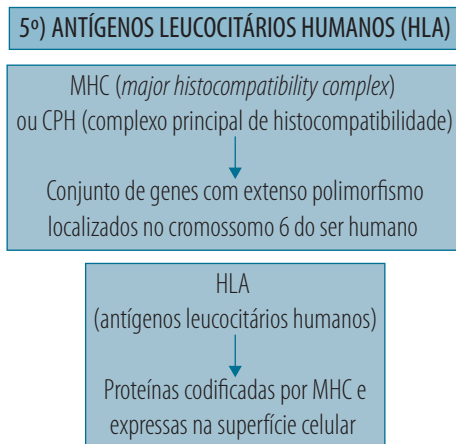 5º) ANTÍGENOS LEUCOCITÁRIOS HUMANOS (HLA)
MHC (major histocompatibility complex)
ou CPH (complexo principal de histocompatibilidade)
Conjunto de genes com extenso polimorfismo
localizados no cromossomo 6 do ser humano
HLA
(antígenos leucocitários humanos)
Proteínas codificadas por MHC e
expressas na superfície celular